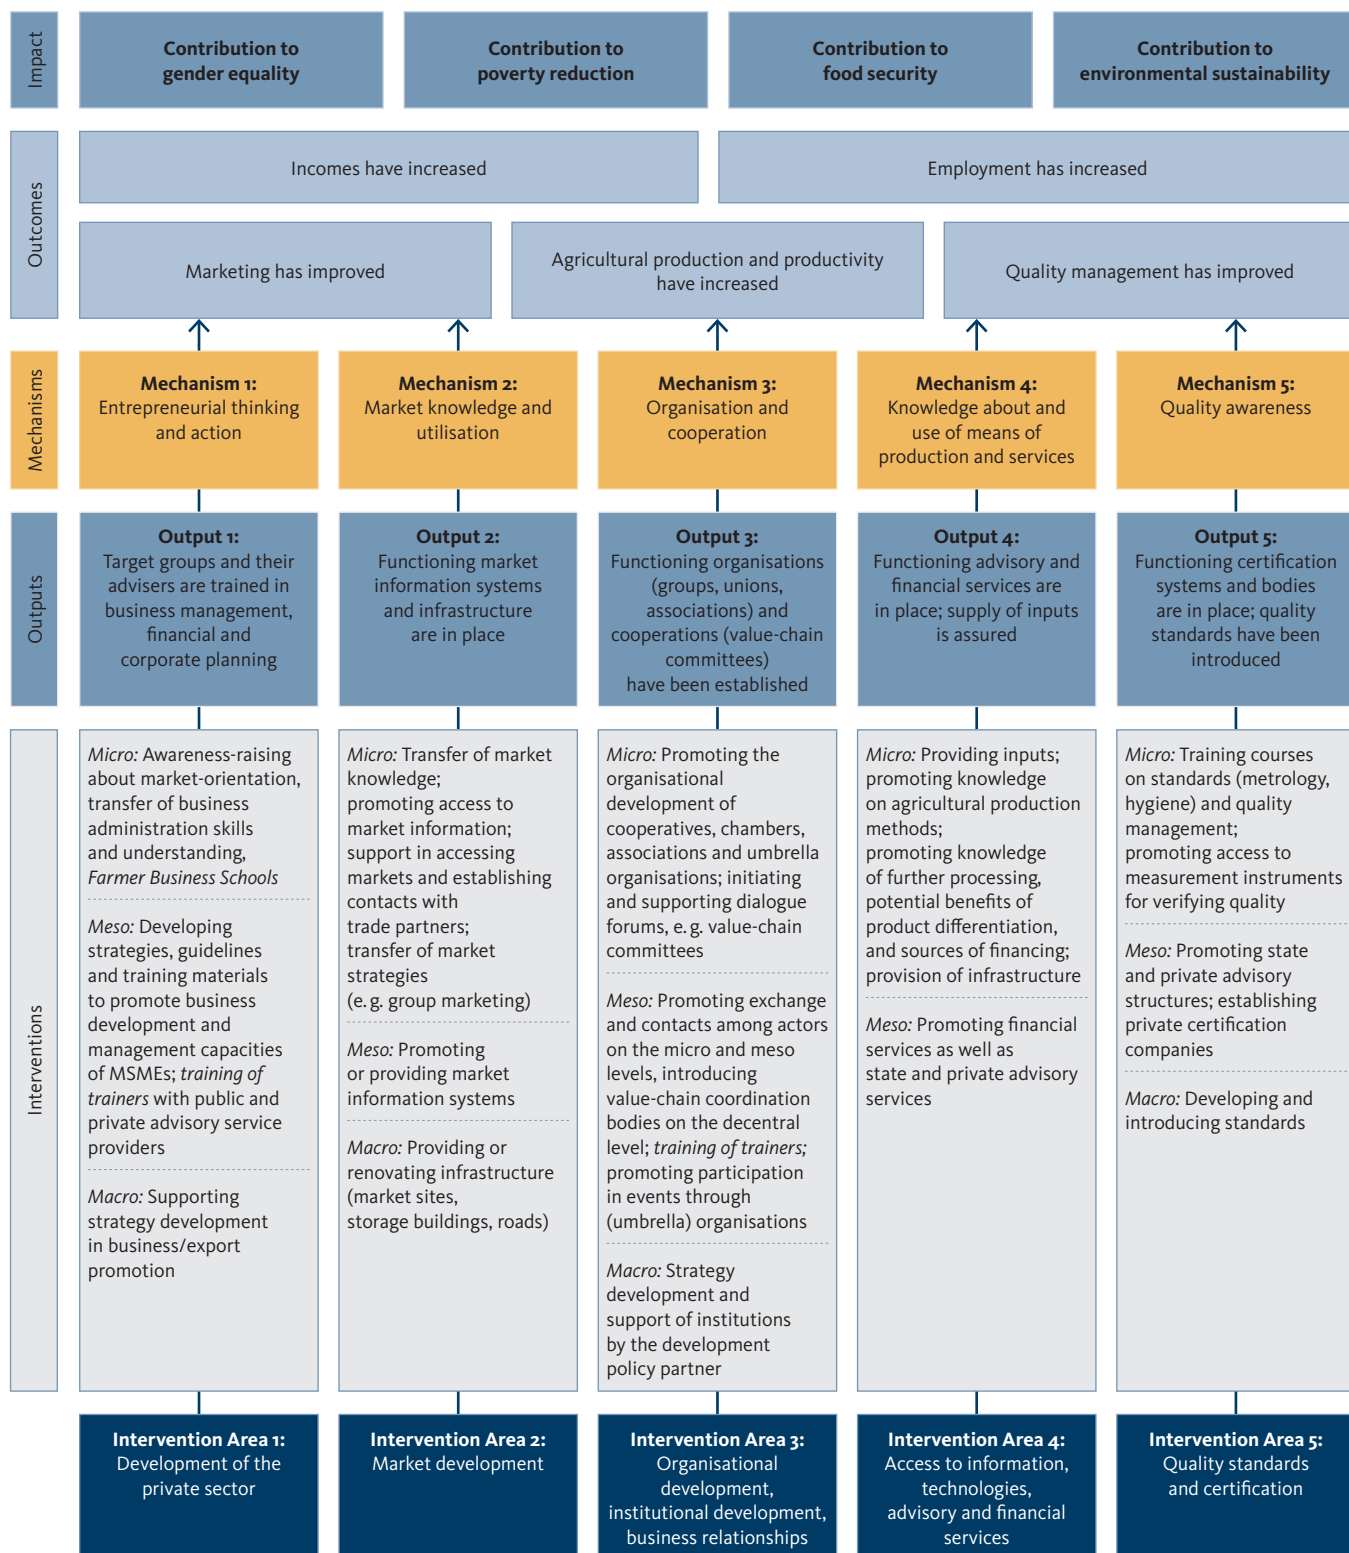 Impact
Contribution to
gender equality
Contribution to
poverty reduction
Contribution to
food security
Contribution to
environmental sustainability
Outcomes
Incomes have increased
Employment has increased
Marketing has improved
Agricultural production and productivity
have increased
Quality management has improved
Mechanisms
Mechanism 1:
Entrepreneurial thinking
and action
Mechanism 2:
Market knowledge and
utilisation
Mechanism 3:
Organisation and
cooperation
Mechanism 4:
Knowledge about and
use of means of
production and services
Mechanism 5:
Quality awareness
Outputs
Output 1:
Target groups and their
advisers are trained in
business management,
financial and
corporate planning
Output 2:
Functioning market
information systems
and infrastructure
are in place
Output 3:
Functioning organisations
(groups, unions,
associations) and
cooperations (value-chain
committees)
have been established
Output 4:
Functioning advisory and
financial services are
in place; supply of inputs
is assured
Output 5:
Functioning certification
systems and bodies
are in place; quality
standards have been
introduced
Interventions
Micro: Awareness-raising
about market-orientation,
transfer of business
administration skills
and understanding,
Farmer Business Schools
Meso: Developing
strategies, guidelines
and training materials
to promote business
development and
management capacities
of MSMEs; training of
trainers with public and
private advisory service
providers
Macro: Supporting
strategy development
in business/export
promotion
Micro: Transfer of market
knowledge;
promoting access to
market information;
support in accessing
markets and establishing
contacts with
trade partners;
transfer of market
strategies
(e. g. group marketing)
Meso: Promoting
or providing market
information systems
Macro: Providing or
renovating infrastructure
(market sites,
storage buildings, roads)
Micro: Promoting the
organisational
development of
cooperatives, chambers,
associations and umbrella
organisations; initiating
and supporting dialogue
forums, e. g. value-chain
committees
Meso: Promoting exchange
and contacts among actors
on the micro and meso
levels, introducing
value-chain coordination
bodies on the decentral
level; training of trainers;
promoting participation
in events through
(umbrella) organisations
Macro: Strategy
development and
support of institutions
by the development
policy partner
Micro: Providing inputs;
promoting knowledge
on agricultural production
methods;
promoting knowledge
of further processing,
potential benefits of
product differentiation,
and sources of financing;
provision of infrastructure
Meso: Promoting financial
services as well as
state and private advisory
services
Micro: Training courses
on standards (metrology,
hygiene) and quality
management;
promoting access to
measurement instruments
for verifying quality
Meso: Promoting state
and private advisory
structures; establishing
private certification
companies
Macro: Developing and
introducing standards
Intervention Area 1:
Development of the
private sector
Intervention Area 2:
Market development
Intervention Area 3:
Organisational
development,
institutional development,
business relationships
Intervention Area 4:
Access to information,
technologies,
advisory and financial
services
Intervention Area 5:
Quality standards
and certification